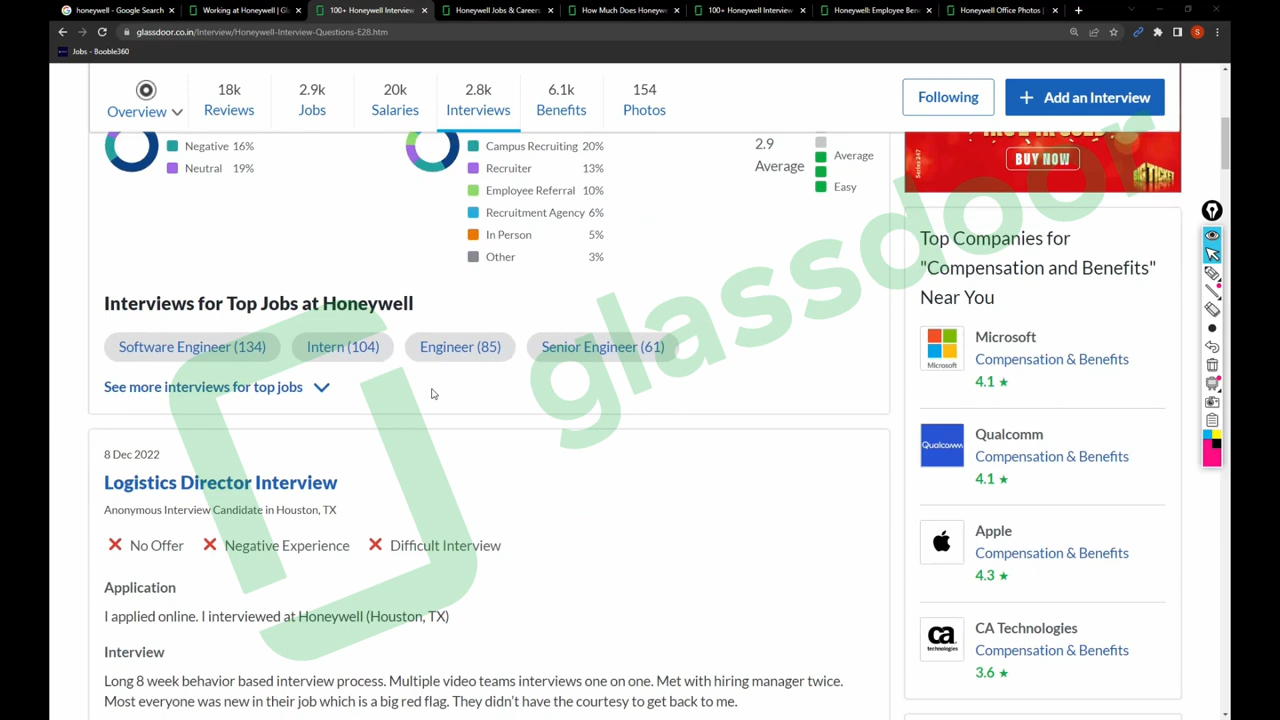 honeywell - Google Search
Working at Honeywell | Gl
100+ Honeywell Interview
Honeywell Jobs & Careers
How Much Does Honeywe
100+ Honeywell Interview
Honeywell: Employee Ben
Honeywell Office Photos |
glassdoor.co.in/Interview/Honeywell-Interview-Questions-E28.htm
S
Jobs - Booble360
Overview
18k
Reviews
2.9k
Jobs
20k
Salaries
2.8k
Interviews
6.1k
Benefits
154
Photos
Following
+ Add an Interview
Negative 16%
Neutral 19%
Campus Recruiting 20%
Recruiter 13%
Employee Referral 10%
Recruitment Agency 6%
In Person 5%
Other 3%
2.9
Average
Average
Easy
BUY NOW
Series 247
BIG TICKET
glassdoor
Interviews for Top Jobs at Honeywell
Software Engineer (134)
Intern (104)
Engineer (85)
Senior Engineer (61)
See more interviews for top jobs
8 Dec 2022
Logistics Director Interview
Anonymous Interview Candidate in Houston, TX
No Offer
Negative Experience
Difficult Interview
Application
I applied online. I interviewed at Honeywell (Houston, TX)
Interview
Long 8 week behavior based interview process. Multiple video teams interviews one on one. Met with hiring manager twice.
Most everyone was new in their job which is a big red flag. They didn't have the courtesy to get back to me.
Top Companies for
"Compensation and Benefits"
Near You
Microsoft
Microsoft
Compensation & Benefits
4.1 ★
Qualcomm
Qualcomm
Compensation & Benefits
4.1 ★
Apple
Compensation & Benefits
4.3 ★
ca
technologies
CA Technologies
Compensation & Benefits
3.6 ★